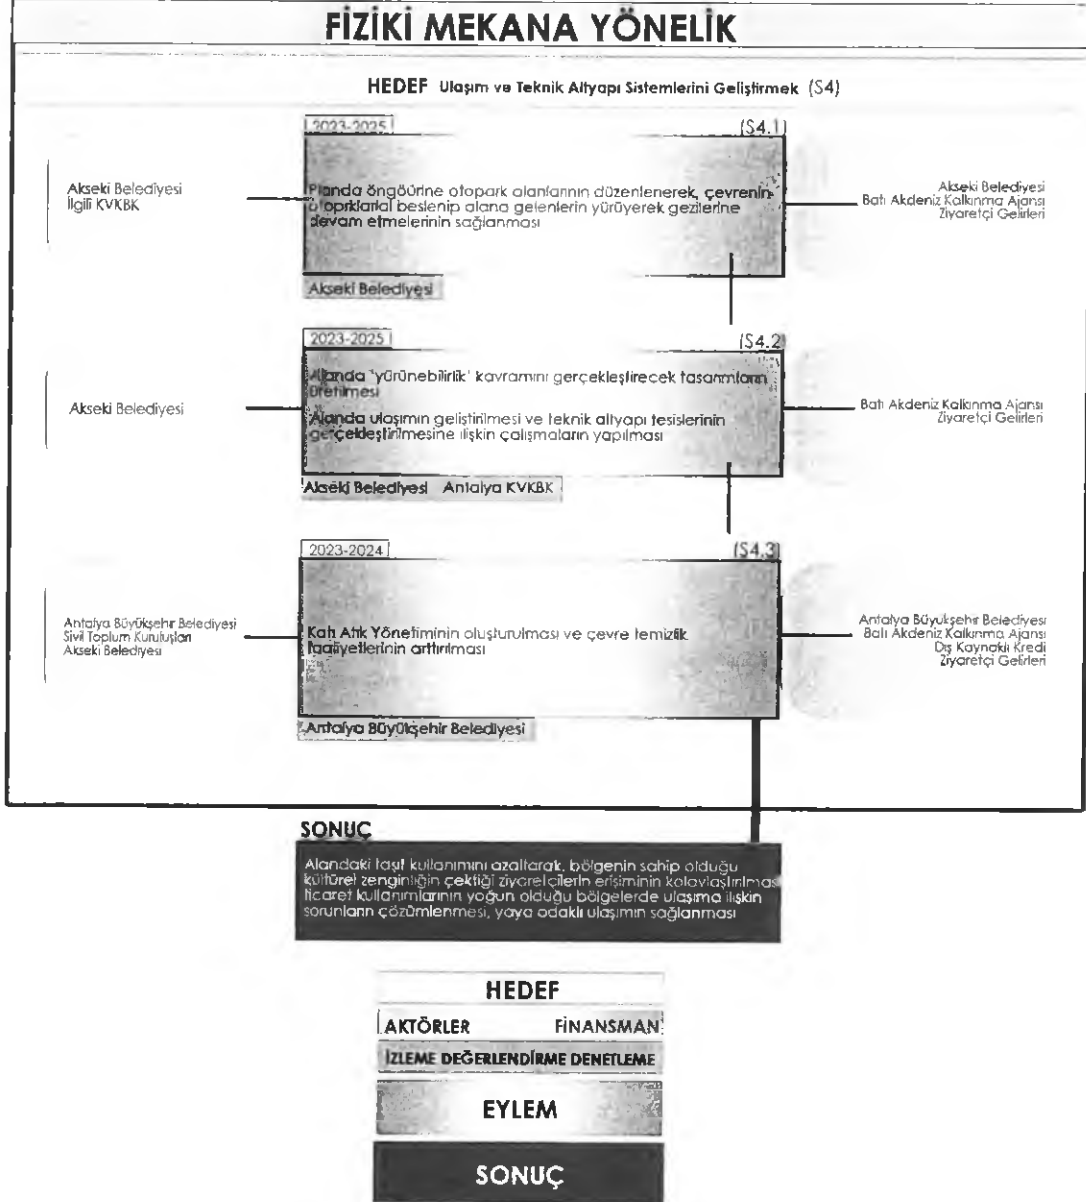 FİZİKİ MEKANA YÖNELİK
HEDEF Ulaşım ve Teknik Altyapı Sistemlerini Geliştirmek (S4)
2023-2025 (S4.1)
Akseki Belediyesi
İlgili KVKBK
Planda öngöürine otopark alanlarının düzenlenerek, çevrenin
beslenip alana gelenlerin yürüyerek gezilerine
devam etmelerinin sağlanması
Akseki Belediyesi
Batı Akdeniz Kalkınma Ajansı
Ziyaretçi Gelirleri
Akseki Belediyesi
2023-2025 (S4.2)
Akseki Belediyesi
Alanda 'yürünebilirlik' kavramını gerçekleştirecek tasarımların
üretilmesi
Alanda ulaşımın geliştirilmesi ve teknik altyapı tesislerinin
gerçekleştirilmesine ilişkin çalışmaların yapılması
Batı Akdeniz Kalkınma Ajansı
Ziyaretçi Gelirleri
Akseki Belediyesi Antalya KVKBK
2023-2024 (S4.3)
Antalya Büyükşehir Belediyesi
Sivil Toplum Kuruluşları
Akseki Belediyesi
Katı Atık Yönetiminin oluşturulması ve çevre temizlik
faaliyetlerinin arttırılması
Antalya Büyükşehir Belediyesi
Batı Akdeniz Kalkınma Ajansı
Dış Kaynaklı Kredi
Ziyaretçi Gelirleri
Antalya Büyükşehir Belediyesi
SONUÇ
Alandaki taşıt kullanımını azaltarak, bölgenin sahip olduğu
kültürel zenginliğin çektiği ziyaretçilerin erişiminin kolaylaştırılması
ticaret kullanımlarının yoğun olduğu bölgelerde ulaşıma ilişkin
sorunların çözümlenmesi, yaya odaklı ulaşımın sağlanması
HEDEF
AKTÖRLER FİNANSMAN
İZLEME DEĞERLENDİRME DENETLEME
EYLEM
SONUÇ